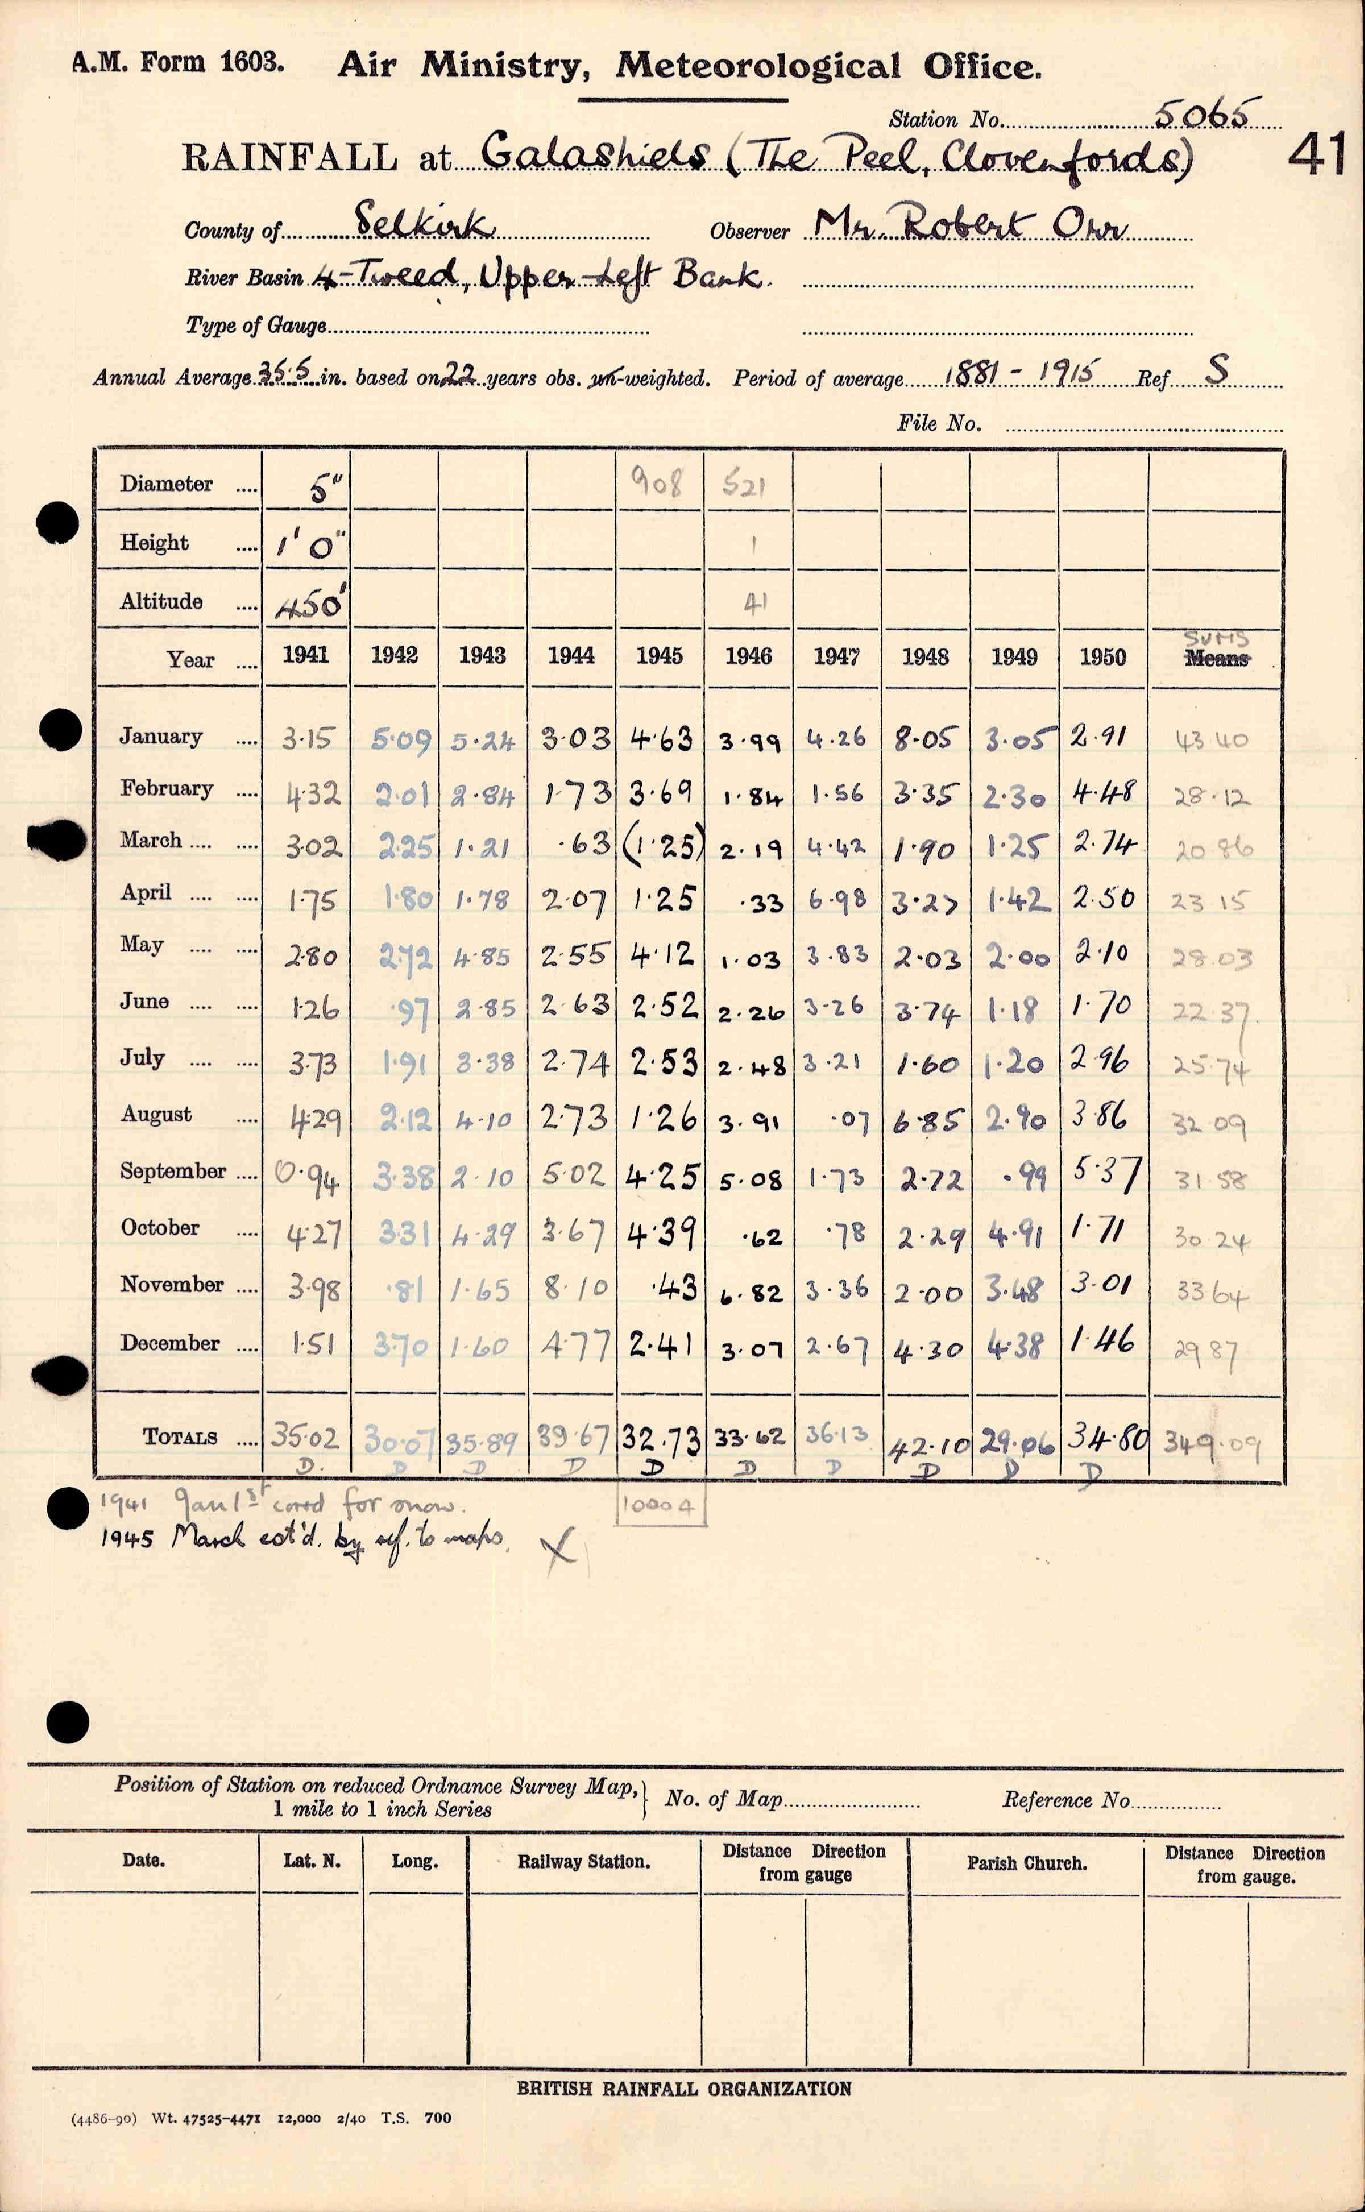 A.M. Form 1603. Air Ministry, Meteorological Office.
Station No. 5065
41
RAINFALL at Galashiels (The Peel, Clovenfords)
County of Selkirk Observer Mr. Robert Orr
River Basin 4-Tweed, Upper-Left Bank.
Type of Gauge
Annual Average 35.5 in. based on 22 years obs. un-weighted. Period of average 1881 - 1915 Ref S
File No.
Diameter .... 5" 908 521
Height .... 1' 0" 1
Altitude .... 450' 41
SUMS
Year .... 1941 1942 1943 1944 1945 1946 1947 1948 1949 1950 Means
January .... 3.15 5.09 5.24 3.03 4.63 3.99 4.26 8.05 3.05 2.91 43.40
February .... 4.32 2.01 2.84 1.73 3.69 1.84 1.56 3.35 2.30 4.48 28.12
March .... .... 3.02 2.25 1.21 .63 (1.25) 2.19 4.42 1.90 1.25 2.74 20.86
April .... .... 1.75 1.80 1.78 2.07 1.25 .33 6.98 3.27 1.42 2.50 23.15
May .... .... 2.80 2.72 4.85 2.55 4.12 1.03 3.83 2.03 2.00 2.10 28.03
June .... .... 1.26 .97 2.85 2.63 2.52 2.26 3.26 3.74 1.18 1.70 22.37
July .... .... 3.73 1.91 3.38 2.74 2.53 2.48 3.21 1.60 1.20 2.96 25.74
August .... 4.29 2.12 4.10 2.73 1.26 3.91 .07 6.85 2.90 3.86 32.09
September .... 0.94 3.38 2.10 5.02 4.25 5.08 1.73 2.72 .99 5.37 31.58
October .... 4.27 3.31 4.29 3.67 4.39 .62 .78 2.29 4.91 1.71 30.24
November .... 3.98 .81 1.65 8.10 .43 6.82 3.36 2.00 3.48 3.01 33.64
December .... 1.51 3.70 1.60 4.77 2.41 3.07 2.67 4.30 4.38 1.46 29.87
TOTALS .... 35.02 30.07 35.89 39.67 32.73 33.62 36.13 42.10 29.06 34.80 349.09
D. D D D D D D D D D
1941 Jan 1st corrd for snow. 10004
1945 March est'd. by ref. to maps. X
Position of Station on reduced Ordnance Survey Map, } No. of Map Reference No.
1 mile to 1 inch Series
Date. Lat. N. Long. Railway Station. Distance Direction from gauge Parish Church. Distance Direction from gauge.
BRITISH RAINFALL ORGANIZATION
(4486-90) Wt. 47525-4471 12,000 2/40 T.S. 700